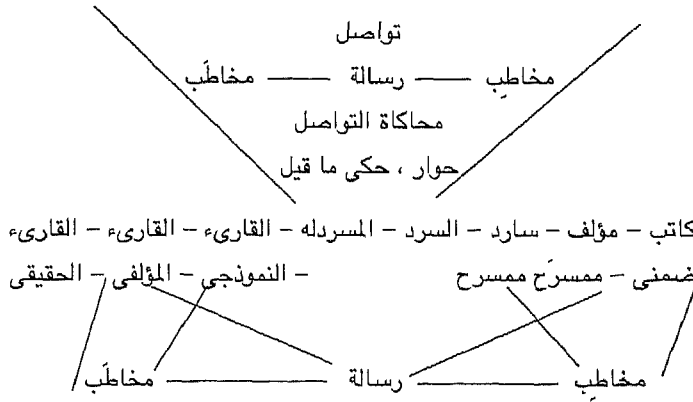 تواصل
مخاطِب — رسالة — مخاطَب
محاكاة التواصل
حوار ، حكى ما قيل
كاتب – مؤلف – سارد – السرد – المسردله – القارىء – القارىء – القارىء
ضمنى – ممسرَح ممسرح – النموذجى – المؤلفى – الحقيقى
مخاطِب رسالة مخاطَب